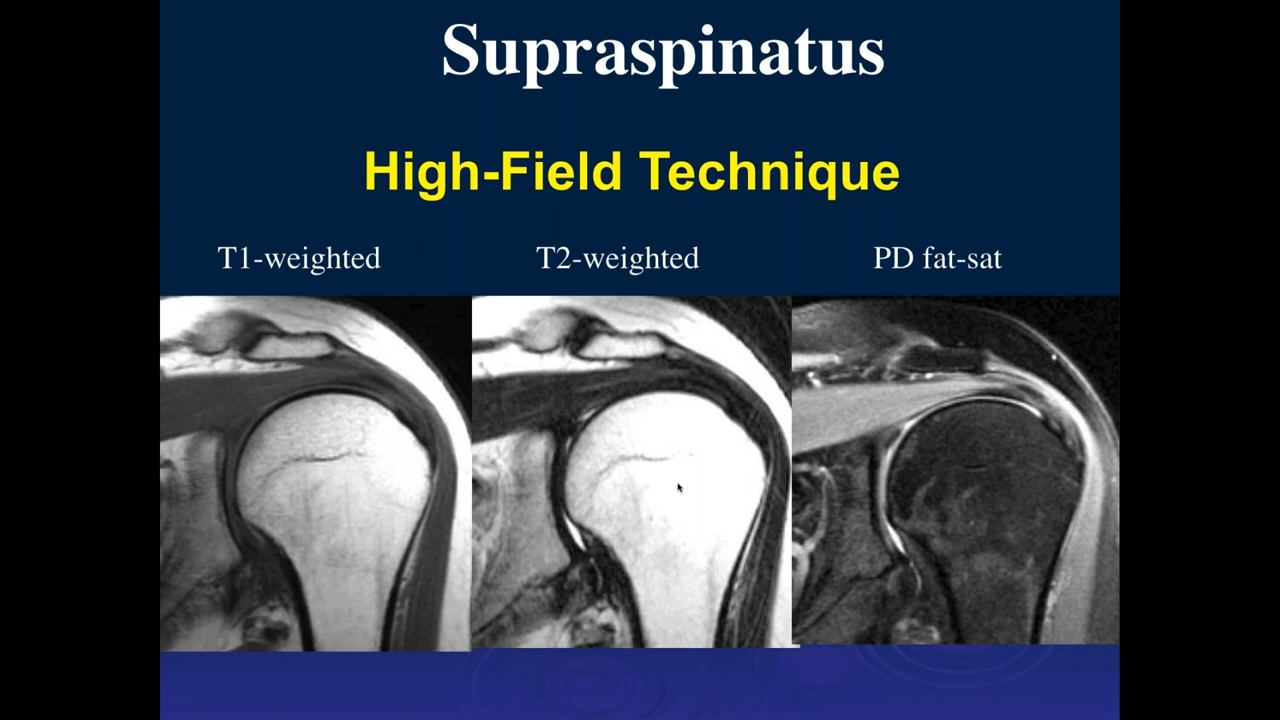 Supraspinatus
High-Field Technique
T1-weighted
T2-weighted
PD fat-sat